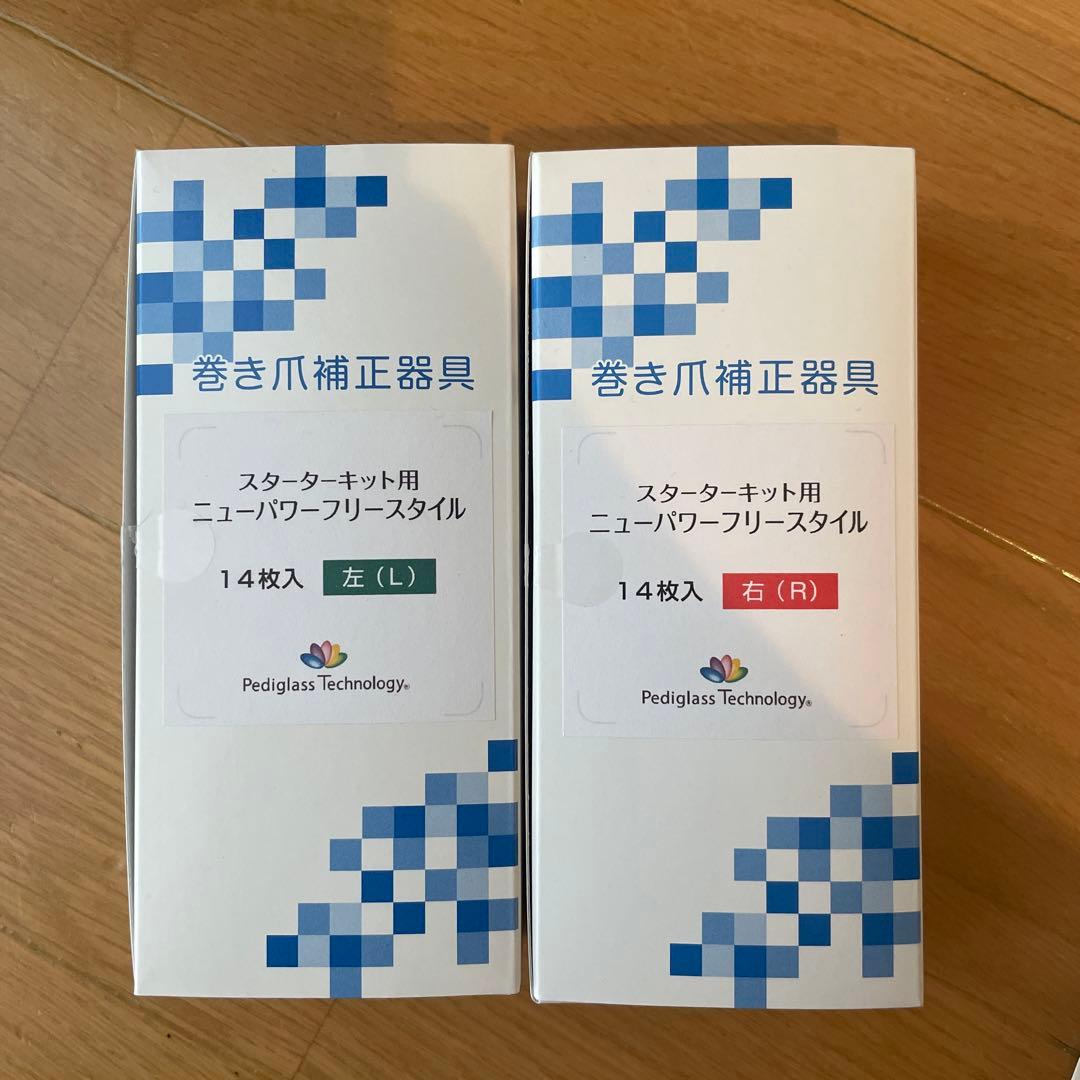 巻き爪補正器具
スターターキット用
ニューパワーフリースタイル
14枚入 左（L）
Pediglass Technology®
巻き爪補正器具
スターターキット用
ニューパワーフリースタイル
14枚入 右（R）
Pediglass Technology®